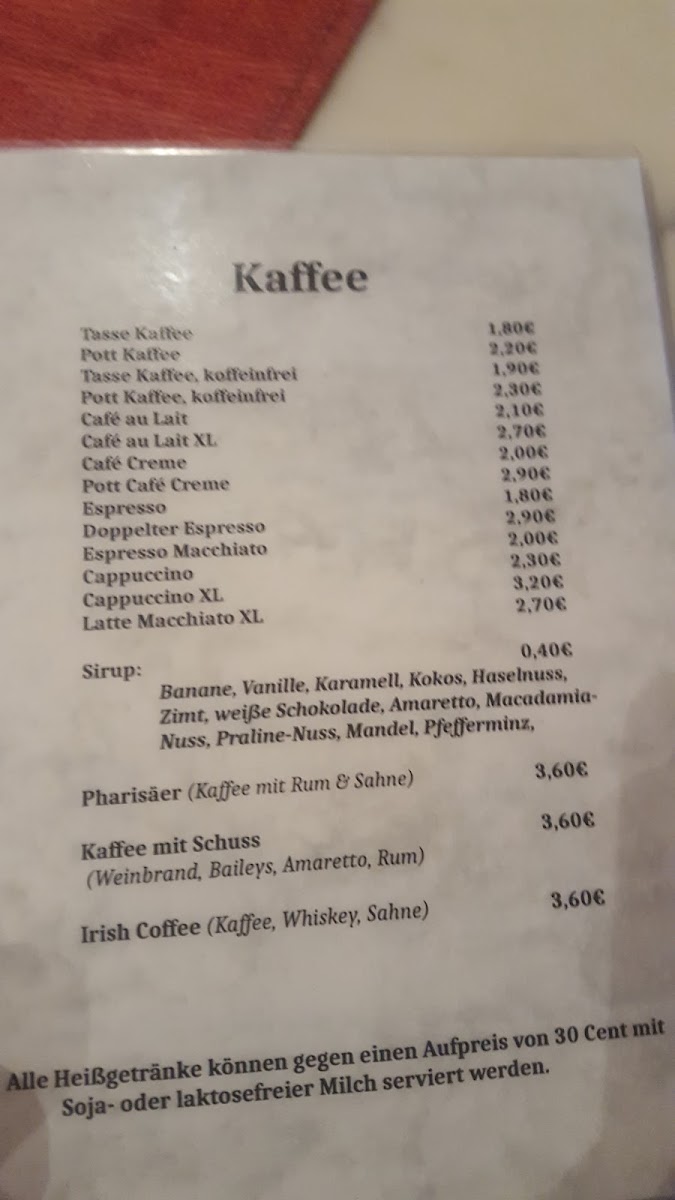 Kaffee
Tasse Kaffee 1,80€
Pott Kaffee 2,20€
Tasse Kaffee, koffeinfrei 1,90€
Pott Kaffee, koffeinfrei 2,30€
Café au Lait 2,10€
Café au Lait XL 2,70€
Café Creme 2,00€
Pott Café Creme 2,90€
Espresso 1,80€
Doppelter Espresso 2,90€
Espresso Macchiato 2,00€
Cappuccino 2,30€
Cappuccino XL 3,20€
Latte Macchiato XL 2,70€
Sirup: 0,40€
Banane, Vanille, Karamell, Kokos, Haselnuss,
Zimt, weiße Schokolade, Amaretto, Macadamia-
Nuss, Praline-Nuss, Mandel, Pfefferminz,
Pharisäer (Kaffee mit Rum & Sahne) 3,60€
Kaffee mit Schuss 3,60€
(Weinbrand, Baileys, Amaretto, Rum)
Irish Coffee (Kaffee, Whiskey, Sahne) 3,60€
Alle Heißgetränke können gegen einen Aufpreis von 30 Cent mit
Soja- oder laktosefreier Milch serviert werden.